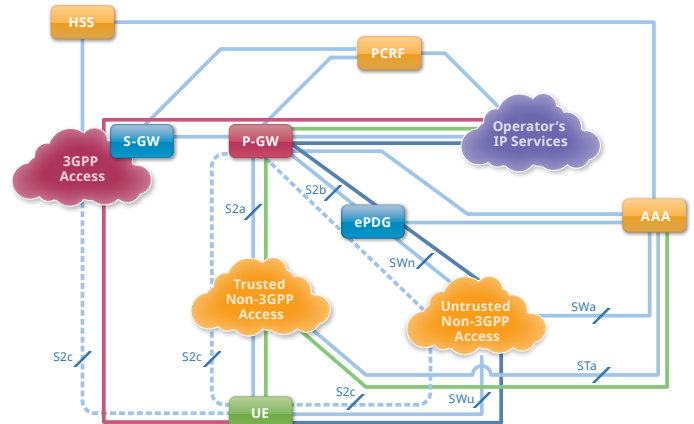 HSS
PCRF
S-GW
P-GW
Operator's
IP Services
3GPP
Access
S2b
S2a
ePDG
AAA
SWn
Trusted
Non-3GPP
Access
Untrusted
Non-3GPP
Access
SWa
S2c
S2c
STa
S2c
SWu
UE